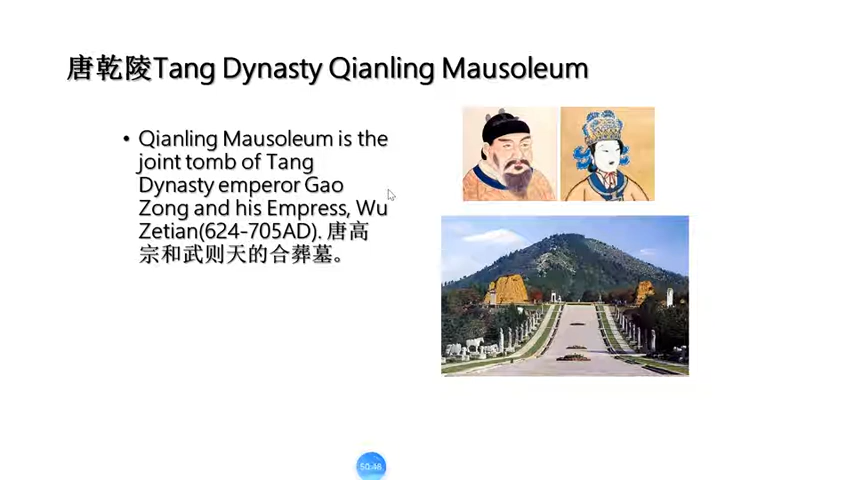 唐乾陵Tang Dynasty Qianling Mausoleum
• Qianling Mausoleum is the
joint tomb of Tang
Dynasty emperor Gao
Zong and his Empress, Wu
Zetian(624-705AD). 唐高
宗和武则天的合葬墓。
50:46